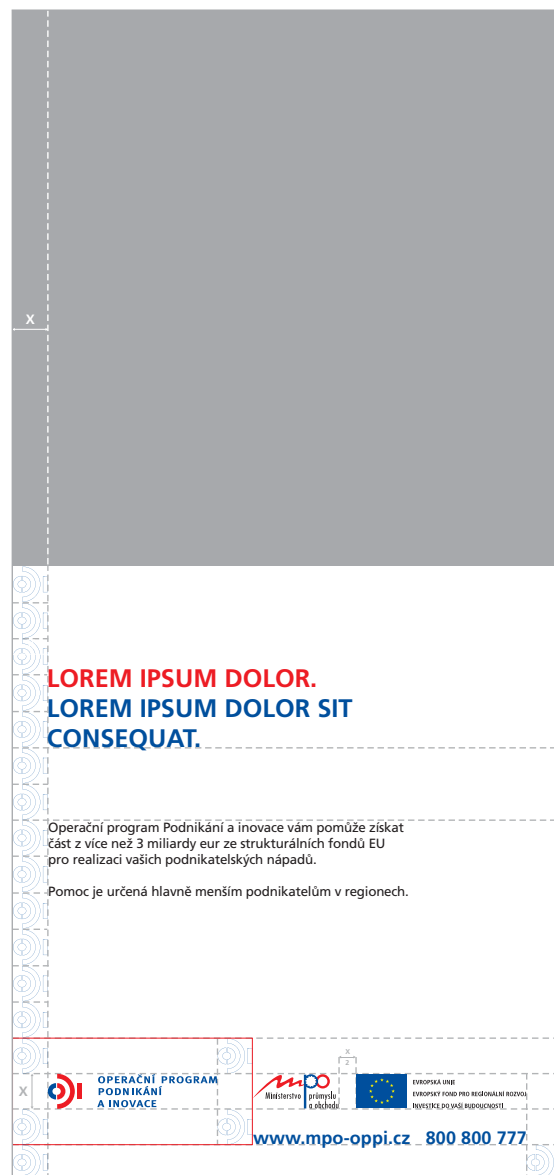 X
LOREM IPSUM DOLOR.
LOREM IPSUM DOLOR SIT
CONSEQUAT.
Operační program Podnikání a inovace vám pomůže získat
část z více než 3 miliardy eur ze strukturálních fondů EU
pro realizaci vašich podnikatelských nápadů.
Pomoc je určená hlavně menším podnikatelům v regionech.
X
2
X
OPERAČNÍ PROGRAM
PODNIKÁNÍ
A INOVACE
Ministerstvo průmyslu
a obchodu
EVROPSKÁ UNIE
EVROPSKÝ FOND PRO REGIONÁLNÍ ROZVOJ
INVESTICE DO VAŠÍ BUDOUCNOSTI
www.mpo-oppi.cz 800 800 777